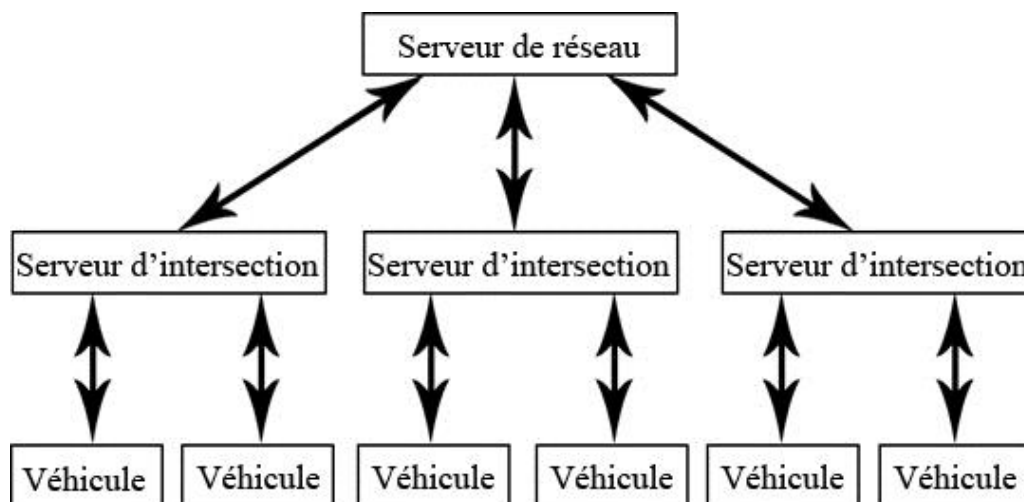 Serveur de réseau
Serveur d’intersection
Serveur d’intersection
Serveur d’intersection
Véhicule
Véhicule
Véhicule
Véhicule
Véhicule
Véhicule